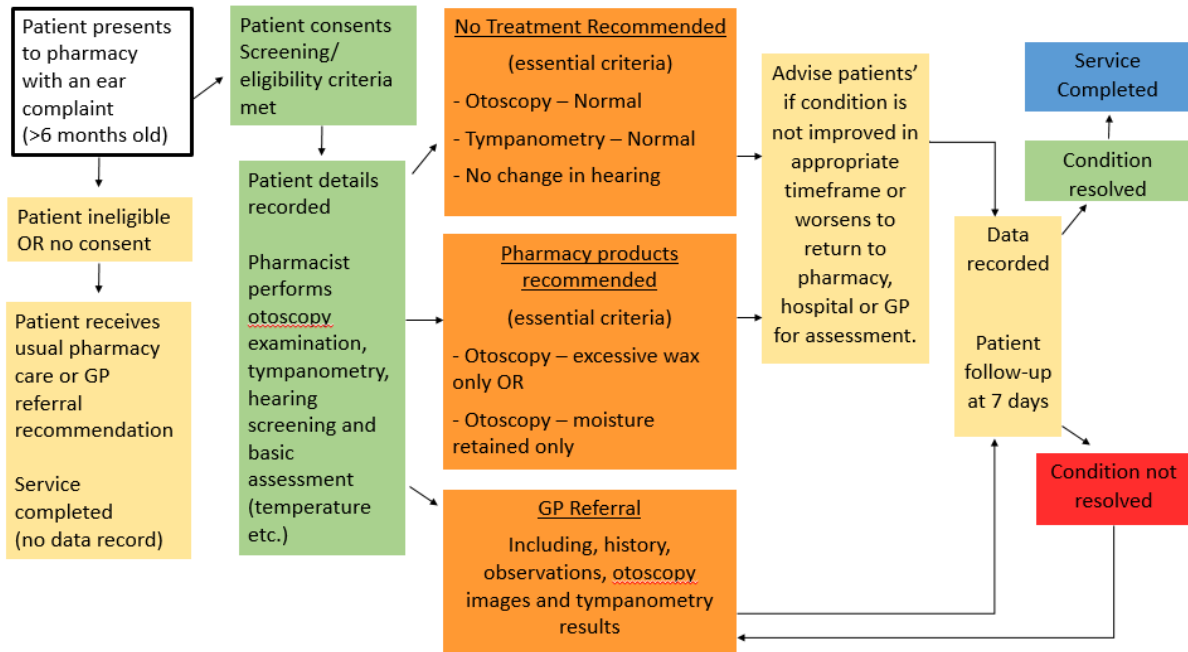 Patient presents
to pharmacy
with an ear
complaint
(>6 months old)
Patient ineligible
OR no consent
Patient receives
usual pharmacy
care or GP
referral
recommendation
Service
completed
(no data record)
Patient consents
Screening/
eligibility criteria
met
Patient details
recorded
Pharmacist
performs
otoscopy
examination,
tympanometry,
hearing
screening and
basic
assessment
(temperature
etc.)
No Treatment Recommended
(essential criteria)
- Otoscopy – Normal
- Tympanometry – Normal
- No change in hearing
Pharmacy products
recommended
(essential criteria)
- Otoscopy – excessive wax
only OR
- Otoscopy – moisture
retained only
GP Referral
Including, history,
observations, otoscopy
images and tympanometry
results
Advise patients’
if condition is
not improved in
appropriate
timeframe or
worsens to
return to
pharmacy,
hospital or GP
for assessment.
Data
recorded
Patient
follow-up
at 7 days
Service
Completed
Condition
resolved
Condition not
resolved